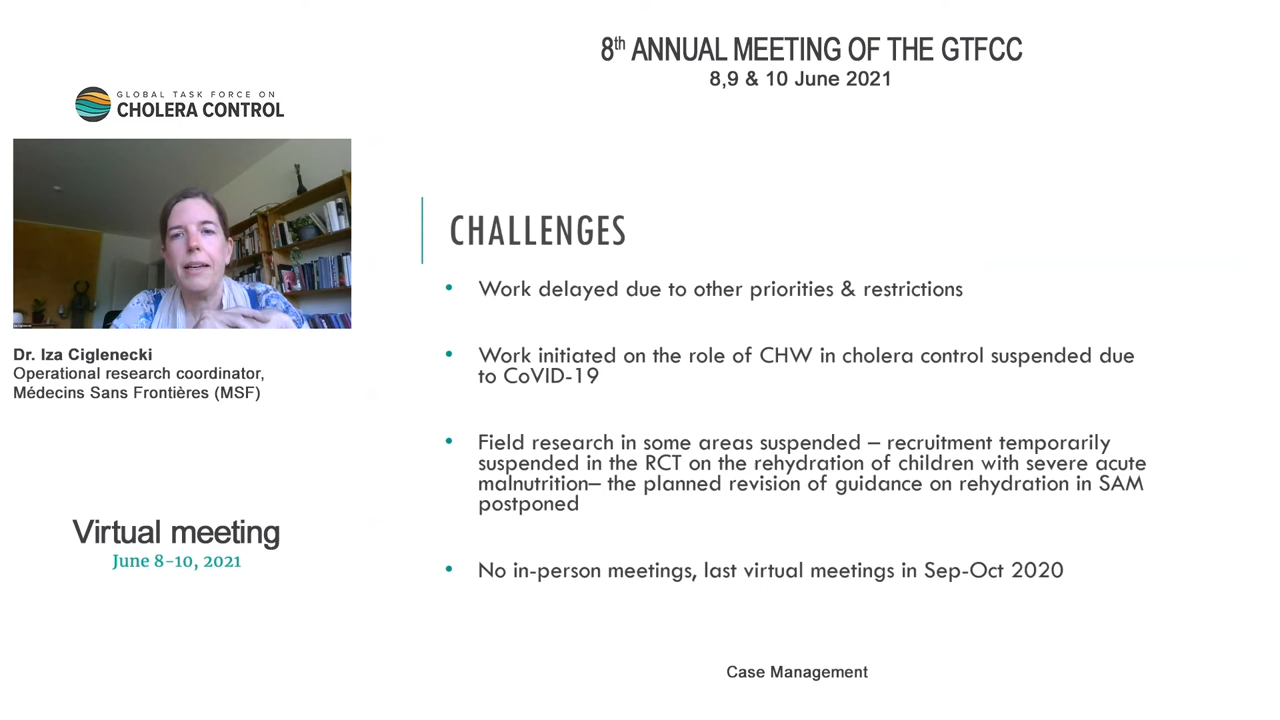 8th ANNUAL MEETING OF THE GTFCC
8,9 & 10 June 2021
GLOBAL TASK FORCE ON
CHOLERA CONTROL
Dr. Iza Ciglenecki
Operational research coordinator,
Médecins Sans Frontières (MSF)
Virtual meeting
June 8-10, 2021
CHALLENGES
• Work delayed due to other priorities & restrictions
• Work initiated on the role of CHW in cholera control suspended due
to CoVID-19
• Field research in some areas suspended – recruitment temporarily
suspended in the RCT on the rehydration of children with severe acute
malnutrition– the planned revision of guidance on rehydration in SAM
postponed
• No in-person meetings, last virtual meetings in Sep-Oct 2020
Case Management